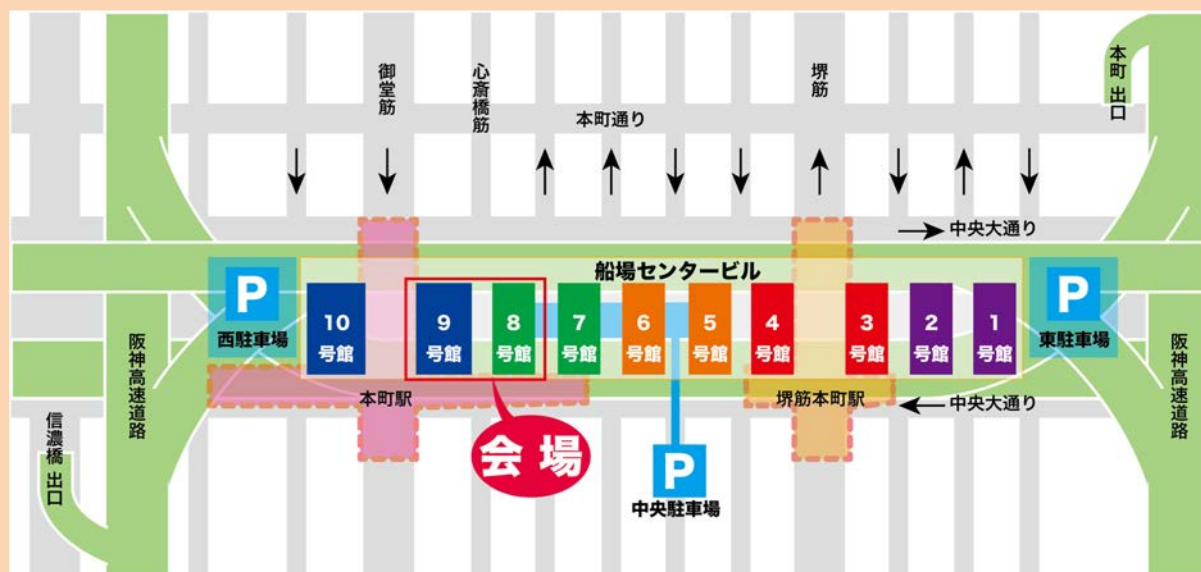 御堂筋
心斎橋筋
堺筋
本町 出口
本町通り
中央大通り
船場センタービル
P
西駐車場
10
号館
9
号館
8
号館
7
号館
6
号館
5
号館
4
号館
3
号館
2
号館
1
号館
P
東駐車場
阪神高速道路
阪神高速道路
本町駅
堺筋本町駅
中央大通り
信濃橋 出口
会場
P
中央駐車場